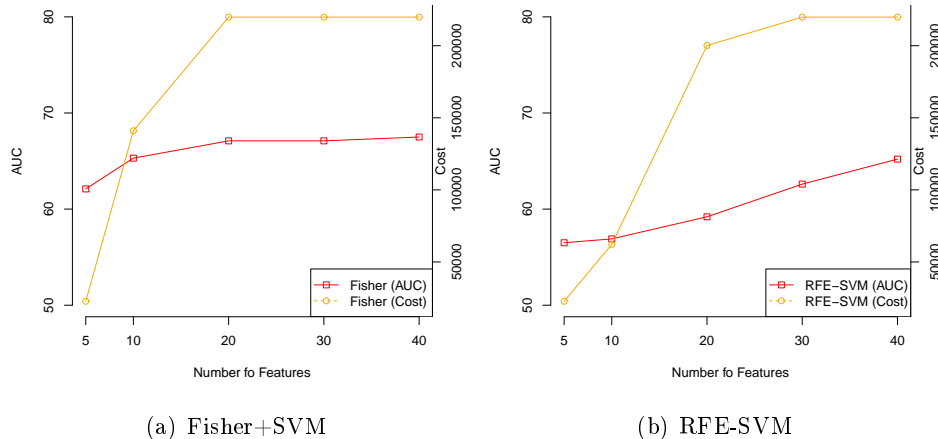 80
70
60
50
AUC
200000
150000
100000
50000
Cost
Fisher (AUC)
Fisher (Cost)
5 10 20 30 40
Number fo Features
(a) Fisher+SVM
80
70
60
50
AUC
200000
150000
100000
50000
Cost
RFE-SVM (AUC)
RFE-SVM (Cost)
5 10 20 30 40
Number fo Features
(b) RFE-SVM